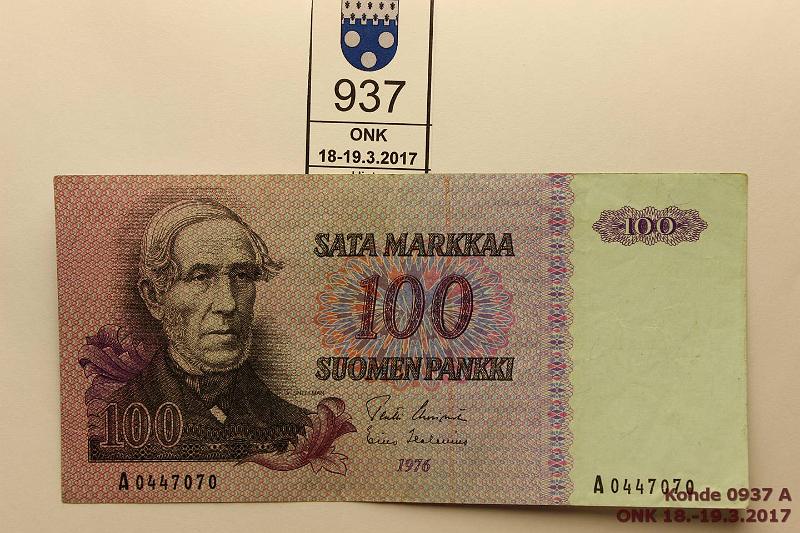 937
ONK
18-19.3.2017
SATA MARKKAA
100
100
SUOMEN PANKKI
100
1976
A0447070
A0447070
Kohde 0937 A
ONK 18.-19.3.2017